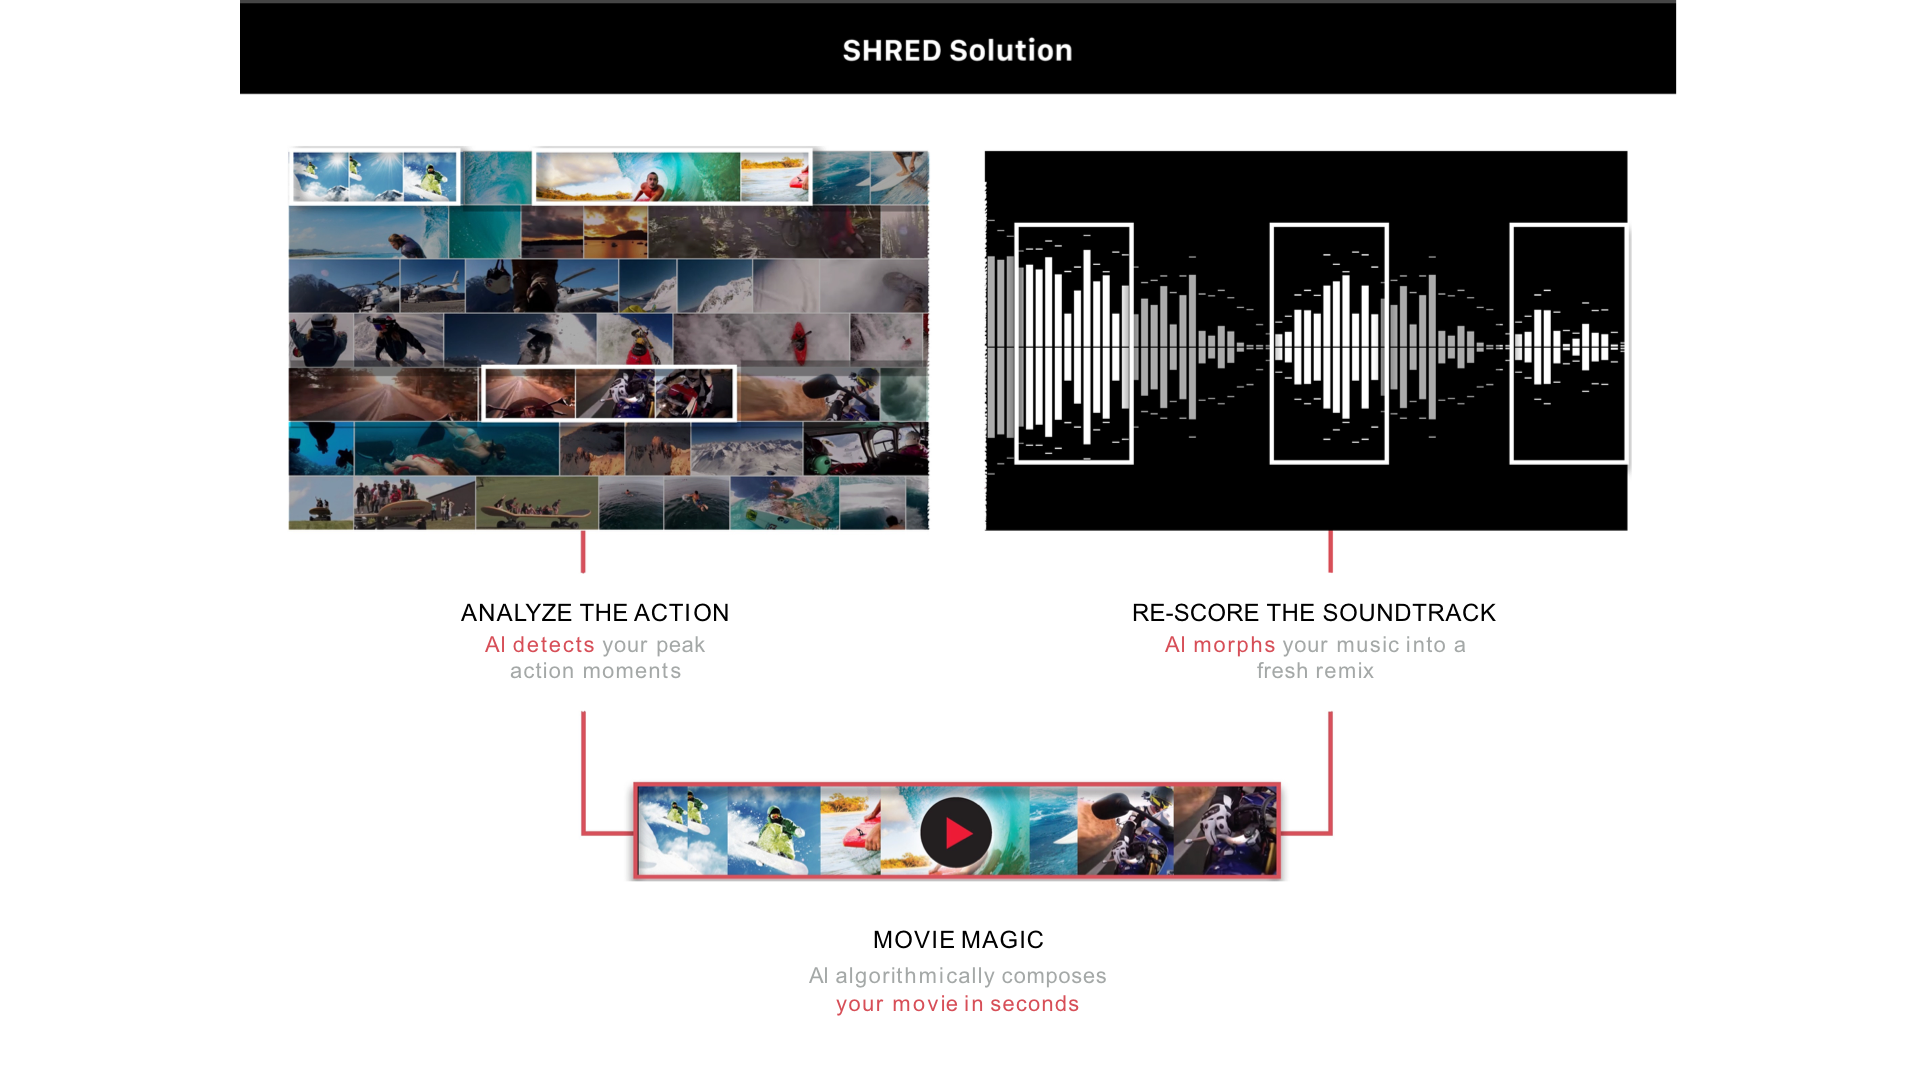 SHRED Solution
ANALYZE THE ACTION
AI detects your peak
action moments
RE-SCORE THE SOUNDTRACK
AI morphs your music into a
fresh remix
MOVIE MAGIC
AI algorithmically composes
your movie in seconds